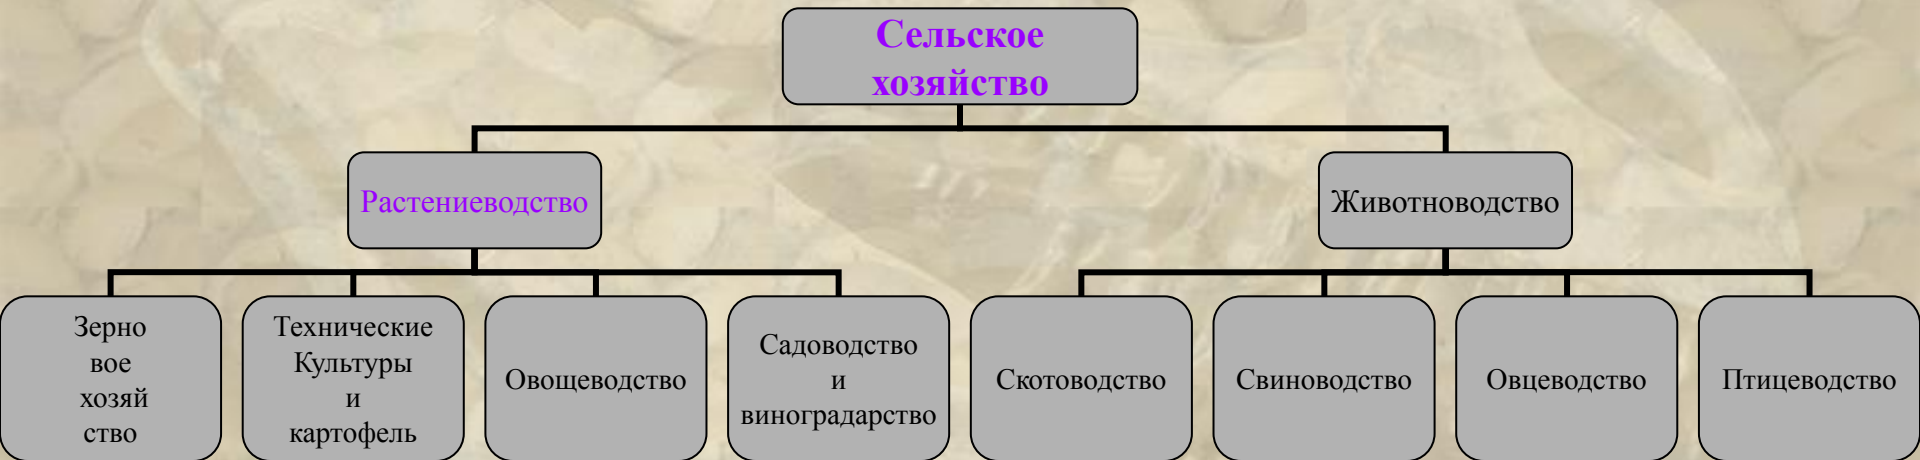 Сельское
хозяйство
Растениеводство
Животноводство
Зерно
вое
хозяй
ство
Технические
Культуры
и
картофель
Овощеводство
Садоводство
и
виноградарство
Скотоводство
Свиноводство
Овцеводство
Птицеводство